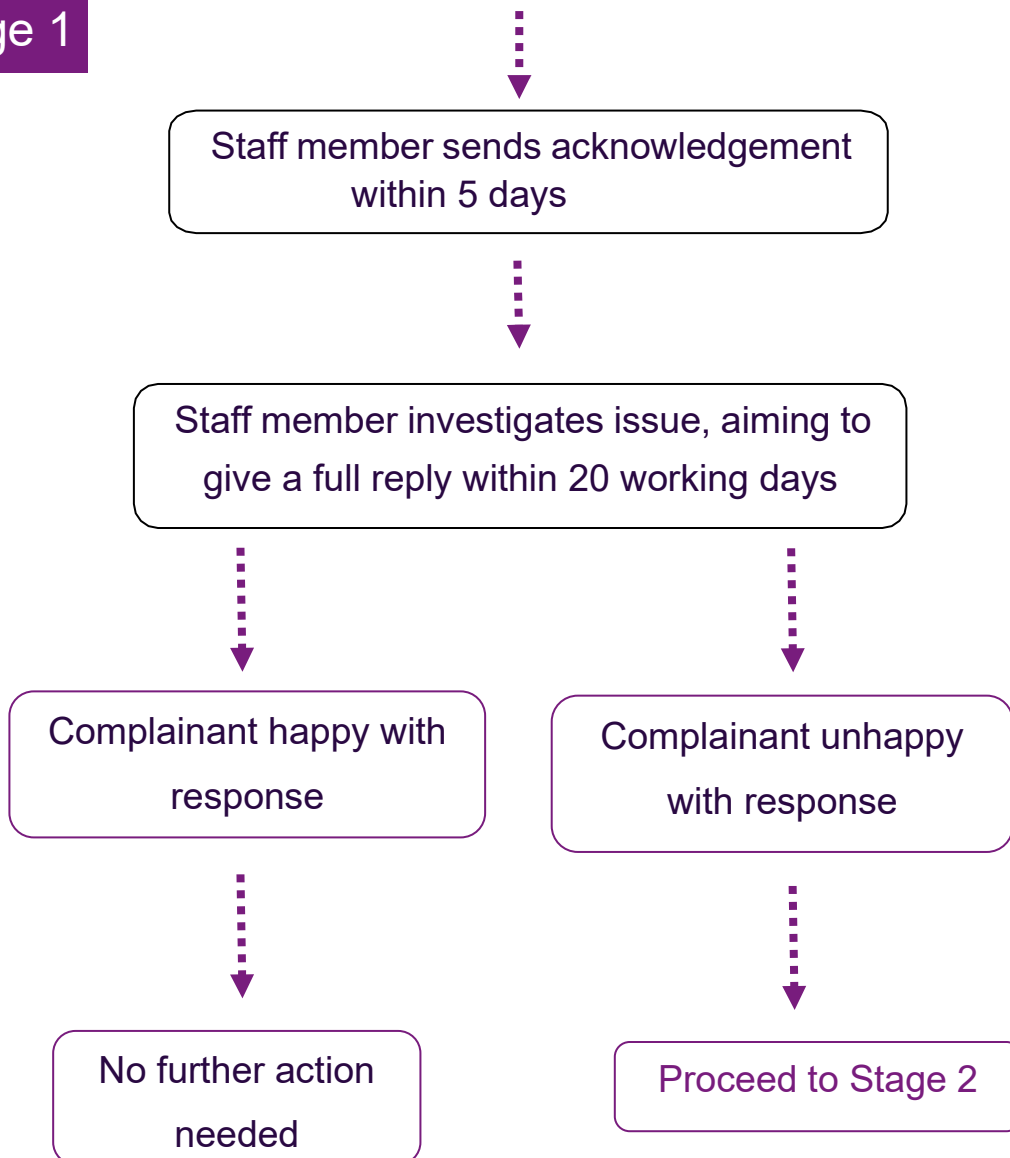 ge 1
Staff member sends acknowledgement
within 5 days
Staff member investigates issue, aiming to
give a full reply within 20 working days
Complainant happy with
response
Complainant unhappy
with response
No further action
needed
Proceed to Stage 2